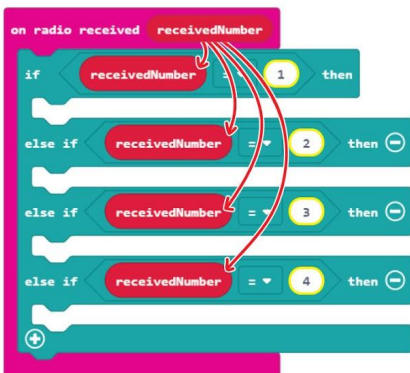 on radio received receivedNumber
if receivedNumber = 1 then
else if receivedNumber = 2 then
else if receivedNumber = 3 then
else if receivedNumber = 4 then